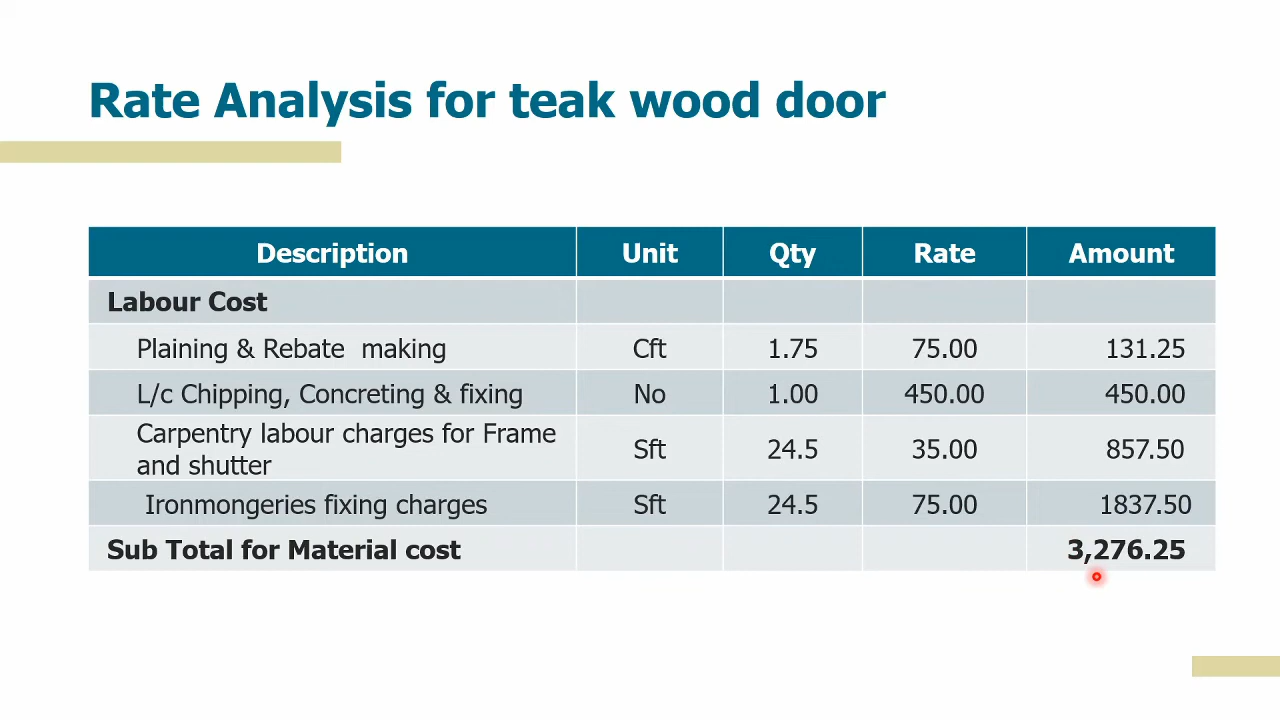 Rate Analysis for teak wood door
Description Unit Qty Rate Amount
Labour Cost
Plaining & Rebate making Cft 1.75 75.00 131.25
L/c Chipping, Concreting & fixing No 1.00 450.00 450.00
Carpentry labour charges for Frame
and shutter Sft 24.5 35.00 857.50
Ironmongeries fixing charges Sft 24.5 75.00 1837.50
Sub Total for Material cost 3,276.25